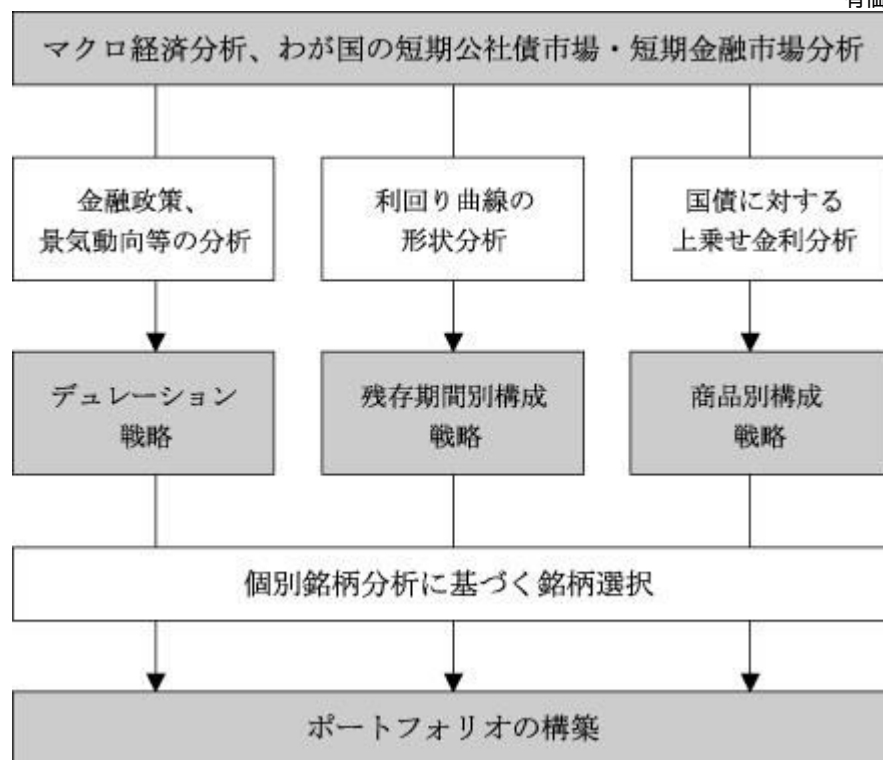 マクロ経済分析、わが国の短期公社債市場・短期金融市場分析
金融政策、
景気動向等の分析
利回り曲線の
形状分析
国債に対する
上乗せ金利分析
デュレーション
戦略
残存期間別構成
戦略
商品別構成
戦略
個別銘柄分析に基づく銘柄選択
ポートフォリオの構築